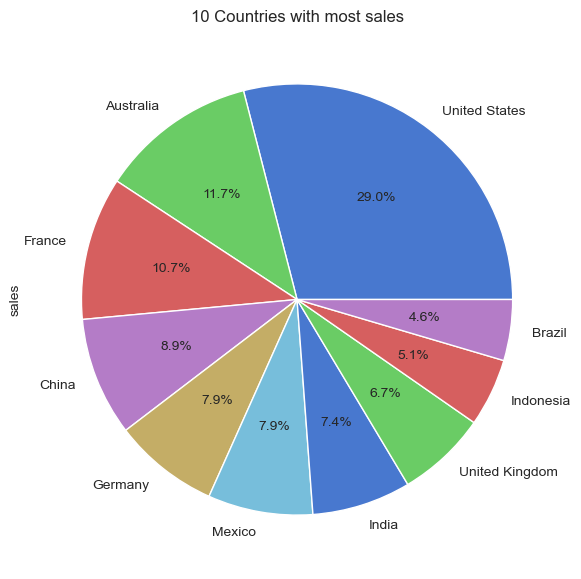 10 Countries with most sales
United States
Australia
29.0%
11.7%
France
10.7%
sales
4.6%
Brazil
8.9%
5.1%
China
6.7%
Indonesia
7.9%
7.9%
7.4%
United Kingdom
Germany
Mexico
India